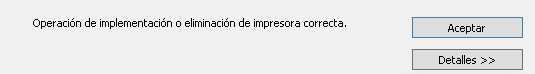 Operación de implementación o eliminación de impresora correcta.
Aceptar
Detalles >>